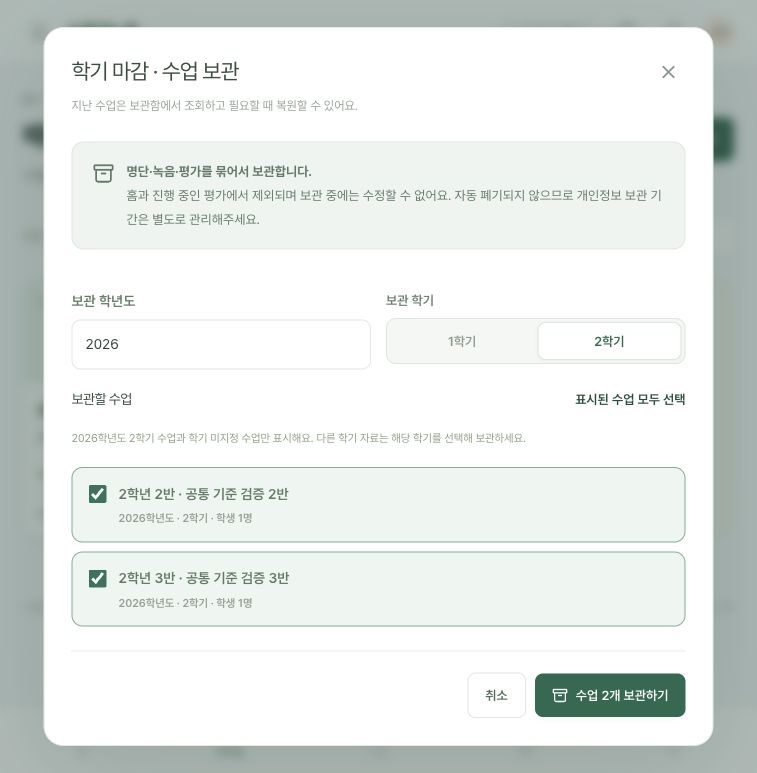 학기 마감 · 수업 보관
지난 수업은 보관함에서 조회하고 필요할 때 복원할 수 있어요.
명단·녹음·평가를 묶어서 보관합니다.
홈과 진행 중인 평가에서 제외되며 보관 중에는 수정할 수 없어요. 자동 폐기되지 않으므로 개인정보 보관 기
간은 별도로 관리해주세요.
보관 학년도
보관 학기
2026
1학기
2학기
보관할 수업
표시된 수업 모두 선택
2026학년도 2학기 수업과 학기 미지정 수업만 표시해요. 다른 학기 자료는 해당 학기를 선택해 보관하세요.
2학년 2반 · 공통 기준 검증 2반
2026학년도 · 2학기 · 학생 1명
2학년 3반 · 공통 기준 검증 3반
2026학년도 · 2학기 · 학생 1명
취소
수업 2개 보관하기